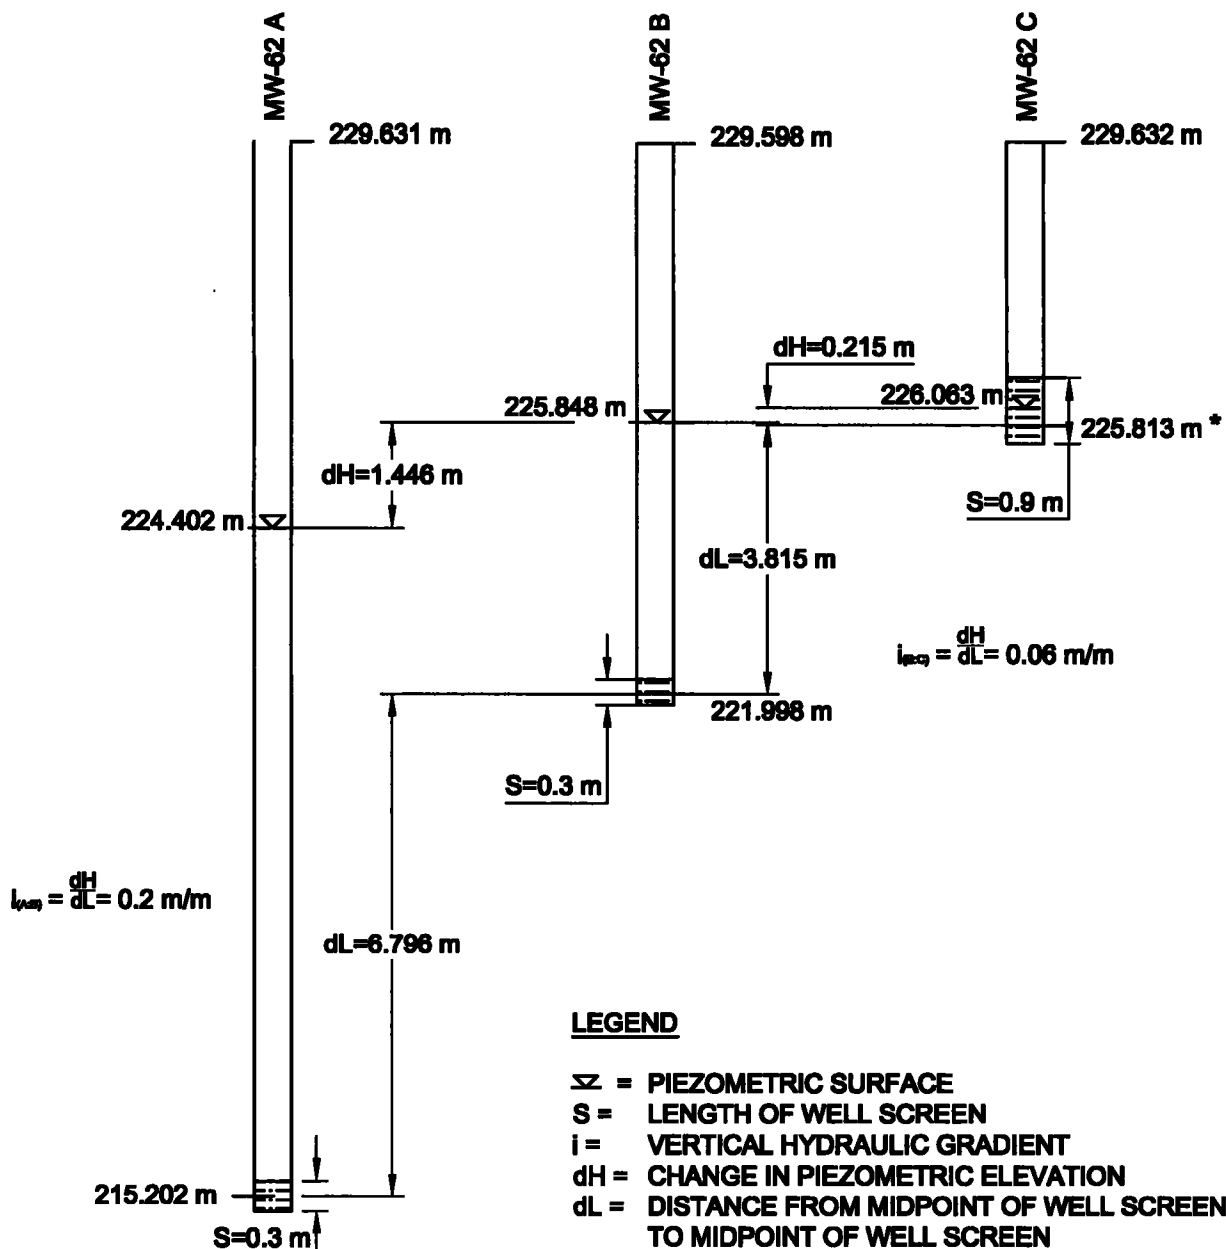 MW-62 A
MW-62 B
MW-62 C
229.631 m
229.598 m
229.632 m
dH=0.215 m
226.063 m
225.848 m
225.813 m *
dH=1.446 m
S=0.9 m
224.402 m
dL=3.815 m
i(B:C) = dH/dL = 0.06 m/m
221.998 m
S=0.3 m
i(A:B) = dH/dL = 0.2 m/m
dL=6.796 m
LEGEND
= PIEZOMETRIC SURFACE
S = LENGTH OF WELL SCREEN
i = VERTICAL HYDRAULIC GRADIENT
dH = CHANGE IN PIEZOMETRIC ELEVATION
dL = DISTANCE FROM MIDPOINT OF WELL SCREEN
TO MIDPOINT OF WELL SCREEN
215.202 m
S=0.3 m